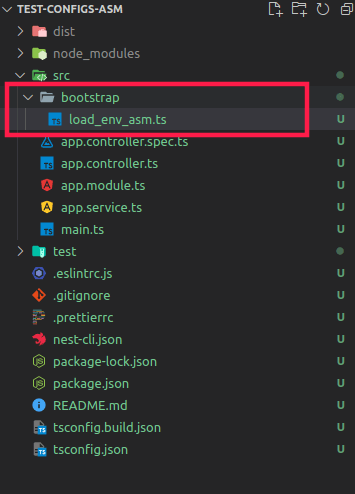 TEST-CONFIGS-ASM
dist
node_modules
src
bootstrap
TS load_env_asm.ts U
app.controller.spec.ts U
TS app.controller.ts U
app.module.ts U
app.service.ts U
TS main.ts U
test
.eslintrc.js U
.gitignore U
.prettierrc U
nest-cli.json U
package-lock.json U
package.json U
README.md U
TS tsconfig.build.json U
TS tsconfig.json U